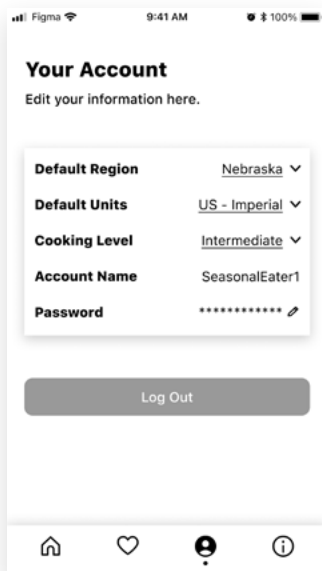 Figma 9:41 AM 100%
Your Account
Edit your information here.
Default Region Nebraska
Default Units US - Imperial
Cooking Level Intermediate
Account Name SeasonalEater1
Password ************
Log Out